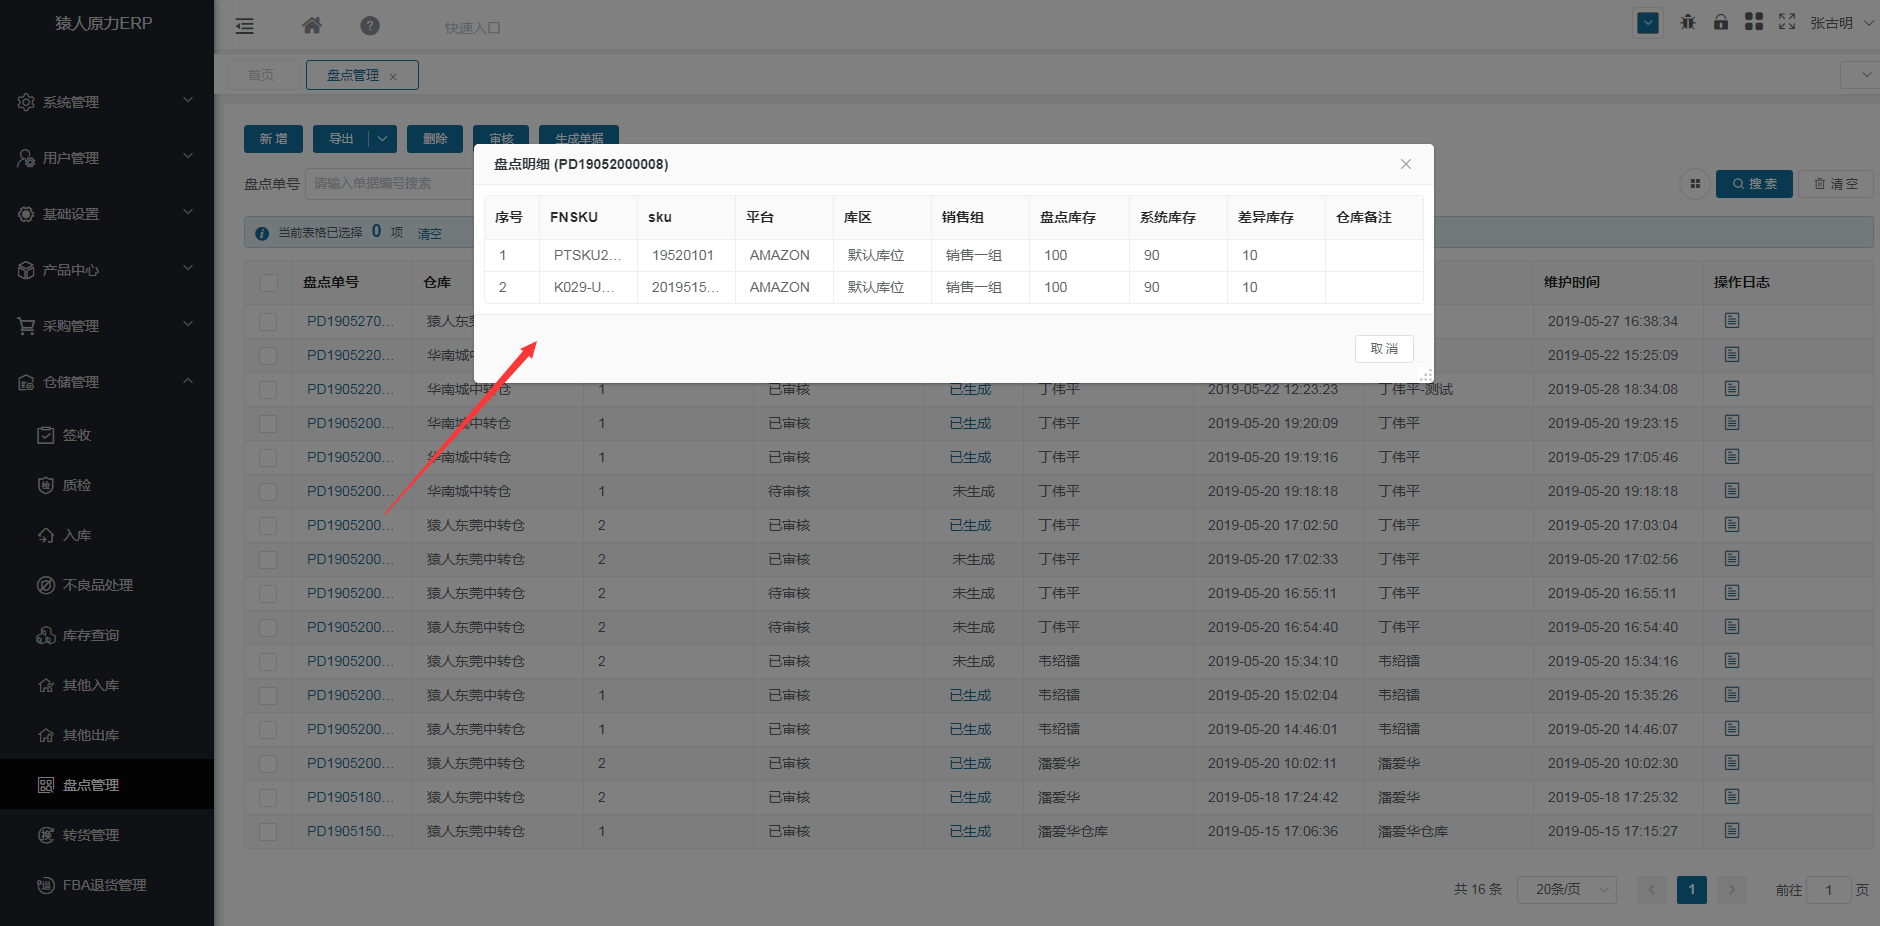 猿人原力ERP
快速入口
张古明
首页
盘点管理
系统管理
用户管理
基础设置
产品中心
采购管理
仓储管理
签收
质检
入库
不良品处理
库存查询
其他入库
其他出库
盘点管理
转货管理
FBA退货管理
新 增
导出
删除
审核
生成单据
盘点单号
请输入单据编号搜索
搜 索
清 空
当前表格已选择 0 项 清空
盘点明细 (PD19052000008)
序号 FNSKU sku 平台 库区 销售组 盘点库存 系统库存 差异库存 仓库备注
1 PTSKU2... 19520101 AMAZON 默认库位 销售一组 100 90 10
2 K029-U... 2019515... AMAZON 默认库位 销售一组 100 90 10
取 消
盘点单号 仓库 维护时间 操作日志
PD1905270... 猿人东 2019-05-27 16:38:34
PD1905220... 华南城 2019-05-22 15:25:09
PD1905220... 华南城中转仓 1 已审核 已生成 丁伟平 2019-05-22 12:23:23 丁伟平-测试 2019-05-28 18:34:08
PD1905200... 华南城中转仓 1 已审核 已生成 丁伟平 2019-05-20 19:20:09 丁伟平 2019-05-20 19:23:15
PD1905200... 华南城中转仓 1 已审核 已生成 丁伟平 2019-05-20 19:19:16 丁伟平 2019-05-29 17:05:46
PD1905200... 华南城中转仓 1 待审核 未生成 丁伟平 2019-05-20 19:18:18 丁伟平 2019-05-20 19:18:18
PD1905200... 猿人东莞中转仓 2 已审核 已生成 丁伟平 2019-05-20 17:02:50 丁伟平 2019-05-20 17:03:04
PD1905200... 猿人东莞中转仓 2 已审核 未生成 丁伟平 2019-05-20 17:02:33 丁伟平 2019-05-20 17:02:56
PD1905200... 猿人东莞中转仓 2 待审核 未生成 丁伟平 2019-05-20 16:55:11 丁伟平 2019-05-20 16:55:11
PD1905200... 猿人东莞中转仓 2 待审核 未生成 丁伟平 2019-05-20 16:54:40 丁伟平 2019-05-20 16:54:40
PD1905200... 猿人东莞中转仓 2 已审核 未生成 韦绍镭 2019-05-20 15:34:10 韦绍镭 2019-05-20 15:34:16
PD1905200... 猿人东莞中转仓 1 已审核 已生成 韦绍镭 2019-05-20 15:02:04 韦绍镭 2019-05-20 15:35:26
PD1905200... 猿人东莞中转仓 1 已审核 已生成 韦绍镭 2019-05-20 14:46:01 韦绍镭 2019-05-20 14:46:07
PD1905200... 猿人东莞中转仓 2 已审核 已生成 潘爱华 2019-05-20 10:02:11 潘爱华 2019-05-20 10:02:30
PD1905180... 猿人东莞中转仓 2 已审核 已生成 潘爱华 2019-05-18 17:24:42 潘爱华 2019-05-18 17:25:32
PD1905150... 猿人东莞中转仓 1 已审核 已生成 潘爱华仓库 2019-05-15 17:06:36 潘爱华仓库 2019-05-15 17:15:27
共 16 条 20条/页 1 前往 1 页